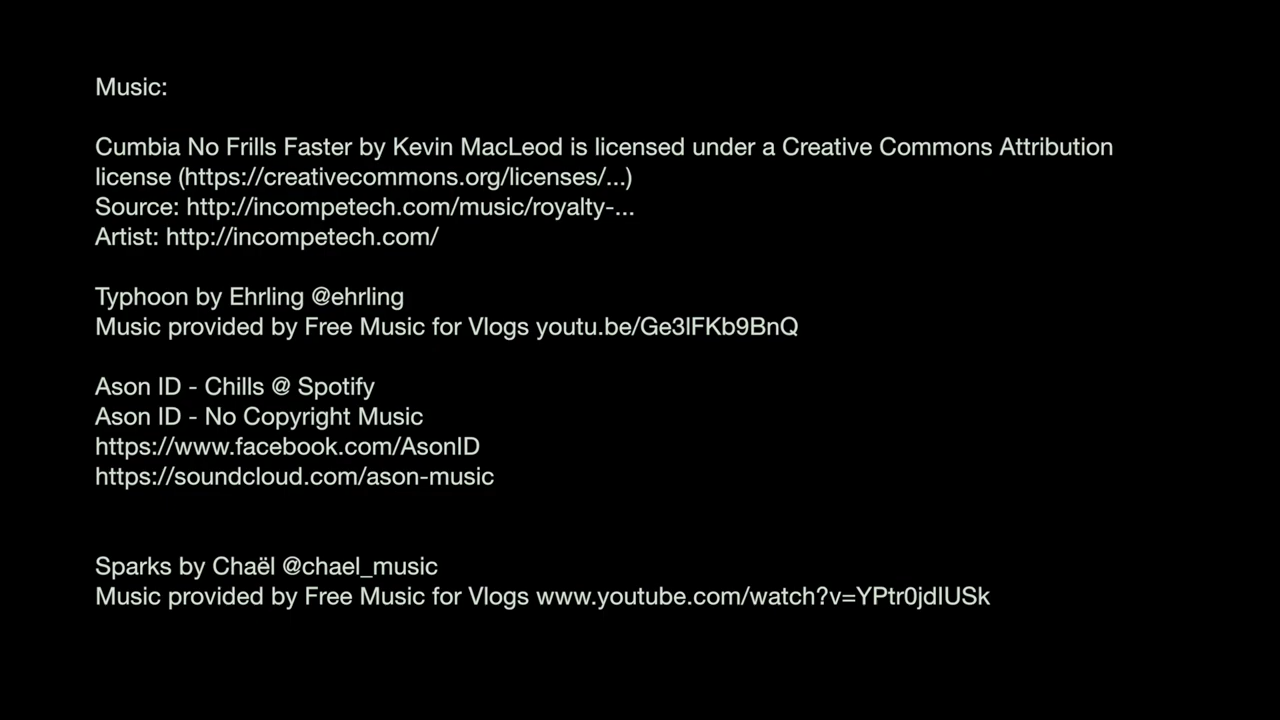 Music:
Cumbia No Frills Faster by Kevin MacLeod is licensed under a Creative Commons Attribution
license (https://creativecommons.org/licenses/...)
Source: http://incompetech.com/music/royalty-...
Artist: http://incompetech.com/
Typhoon by Ehrling @ehrling
Music provided by Free Music for Vlogs youtu.be/Ge3lFKb9BnQ
Ason ID - Chills @ Spotify
Ason ID - No Copyright Music
https://www.facebook.com/AsonID
https://soundcloud.com/ason-music
Sparks by Chaël @chael_music
Music provided by Free Music for Vlogs www.youtube.com/watch?v=YPtr0jdIUSk